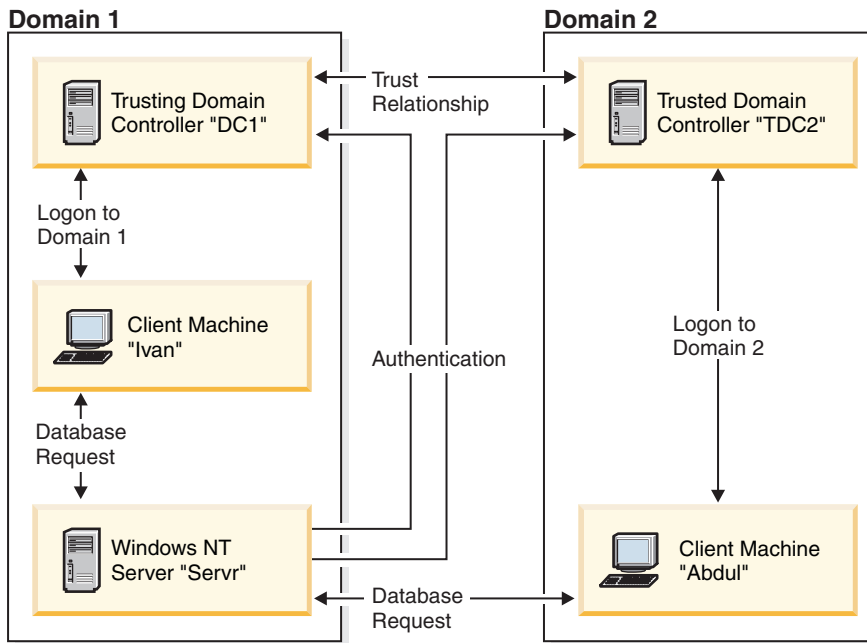 Domain 1
Domain 2
Trusting Domain
Controller "DC1"
Trust
Relationship
Trusted Domain
Controller "TDC2"
Logon to
Domain 1
Client Machine
"Ivan"
Authentication
Logon to
Domain 2
Database
Request
Windows NT
Server "Servr"
Client Machine
"Abdul"
Database
Request